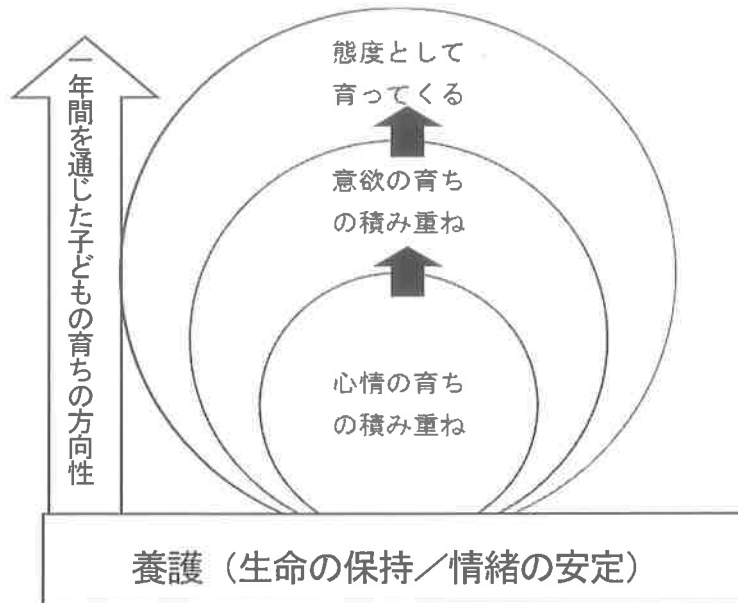 態度として
育ってくる
意欲の育ち
の積み重ね
心情の育ち
の積み重ね
一年間を通じた子どもの育ちの方向性
養護（生命の保持／情緒の安定）